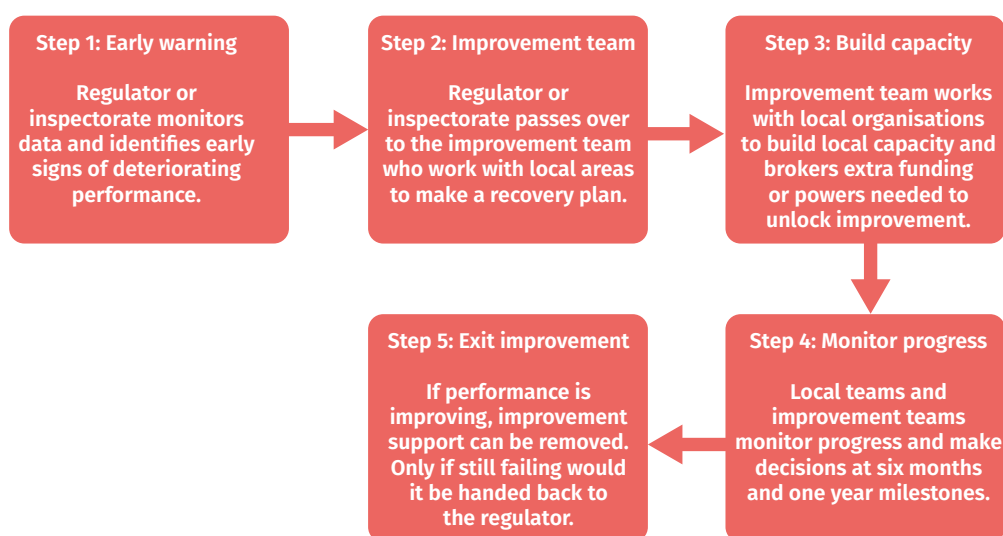 Step 1: Early warning
Regulator or
inspectorate monitors
data and identifies early
signs of deteriorating
performance.
Step 2: Improvement team
Regulator or
inspectorate passes over
to the improvement team
who work with local areas
to make a recovery plan.
Step 3: Build capacity
Improvement team works
with local organisations
to build local capacity and
brokers extra funding
or powers needed to
unlock improvement.
Step 4: Monitor progress
Local teams and
improvement teams
monitor progress and make
decisions at six months
and one year milestones.
Step 5: Exit improvement
If performance is
improving, improvement
support can be removed.
Only if still failing would
it be handed back to
the regulator.